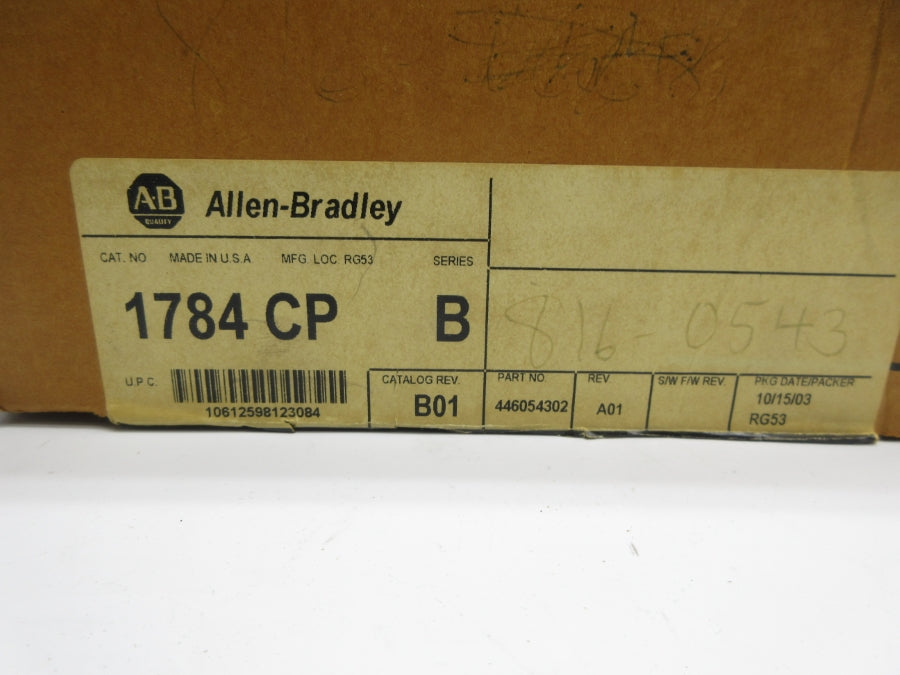 AB
QUALITY
Allen-Bradley
CAT. NO MADE IN U.S.A MFG. LOC. RG53 SERIES
1784 CP B
816-0543
U.P.C.
10612598123084
CATALOG REV.
B01
PART NO.
446054302
REV
A01
S/W F/W REV.
PKG DATE/PACKER
10/15/03
RG53